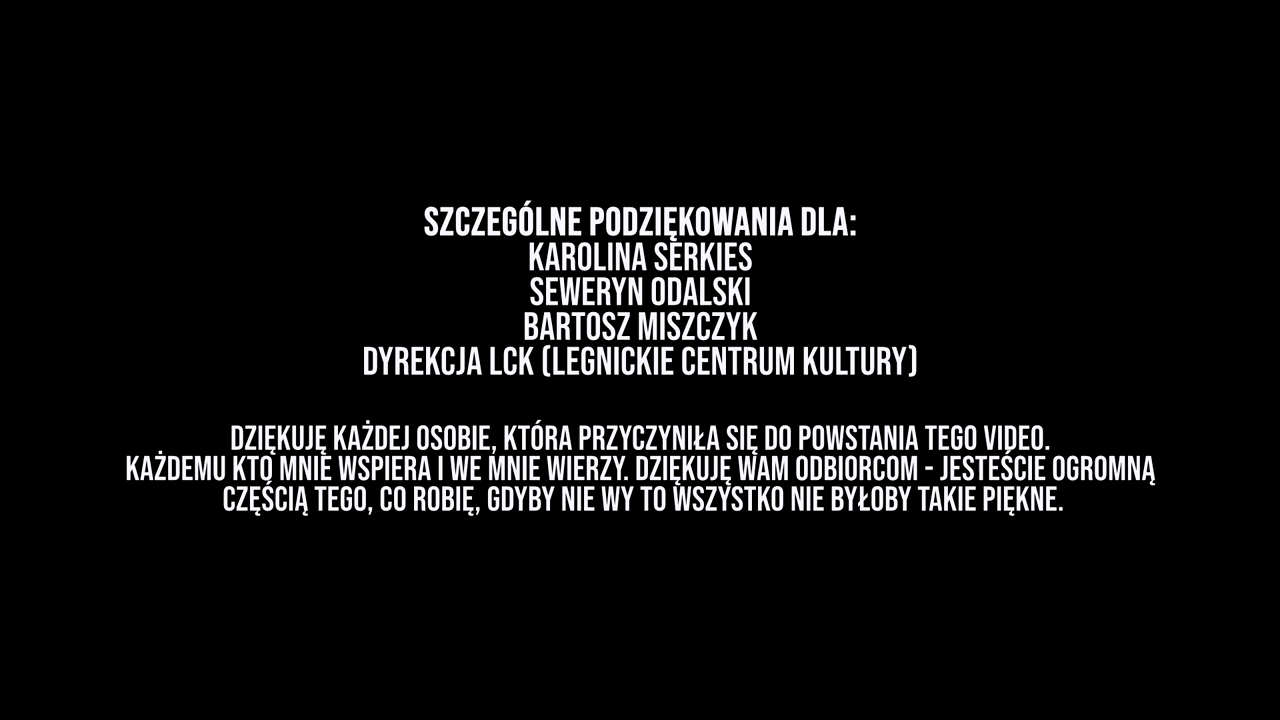 SZCZEGÓLNE PODZIĘKOWANIA DLA:
KAROLINA SERKIES
SEWERYN ODALSKI
BARTOSZ MISZCZYK
DYREKCJA LCK (LEGNICKIE CENTRUM KULTURY)
DZIĘKUJĘ KAŻDEJ OSOBIE, KTÓRA PRZYCZYNIŁA SIĘ DO POWSTANIA TEGO VIDEO.
KAŻDEMU KTO MNIE WSPIERA I WE MNIE WIERZY. DZIĘKUJĘ WAM ODBIORCOM - JESTEŚCIE OGROMNĄ
CZĘŚCIĄ TEGO, CO ROBIĘ, GDYBY NIE WY TO WSZYSTKO NIE BYŁOBY TAKIE PIĘKNE.